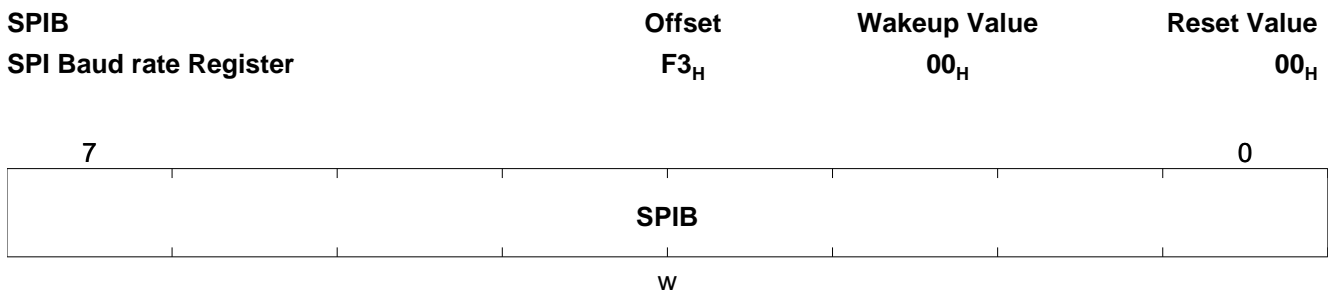 SPIB Offset Wakeup Value Reset Value
SPI Baud rate Register F3H 00H 00H
7 0
SPIB
w